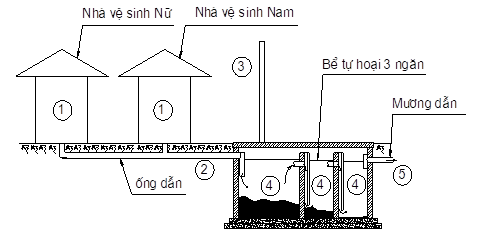 Nhà vệ sinh Nữ
Nhà vệ sinh Nam
3
Bể tự hoại 3 ngăn
1
1
Mương dẫn
ống dẫn
2
4
4
4
5